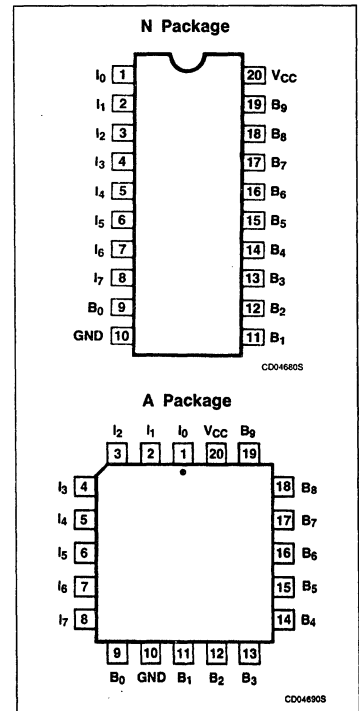 N Package
I0 1 20 VCC
I1 2 19 B9
I2 3 18 B8
I3 4 17 B7
I4 5 16 B6
I5 6 15 B5
I6 7 14 B4
I7 8 13 B3
B0 9 12 B2
GND 10 11 B1
CD04680S
A Package
I2 I1 I0 VCC B9
3 2 1 20 19
I3 4 18 B8
I4 5 17 B7
I5 6 16 B6
I6 7 15 B5
I7 8 14 B4
9 10 11 12 13
B0 GND B1 B2 B3
CD04690S